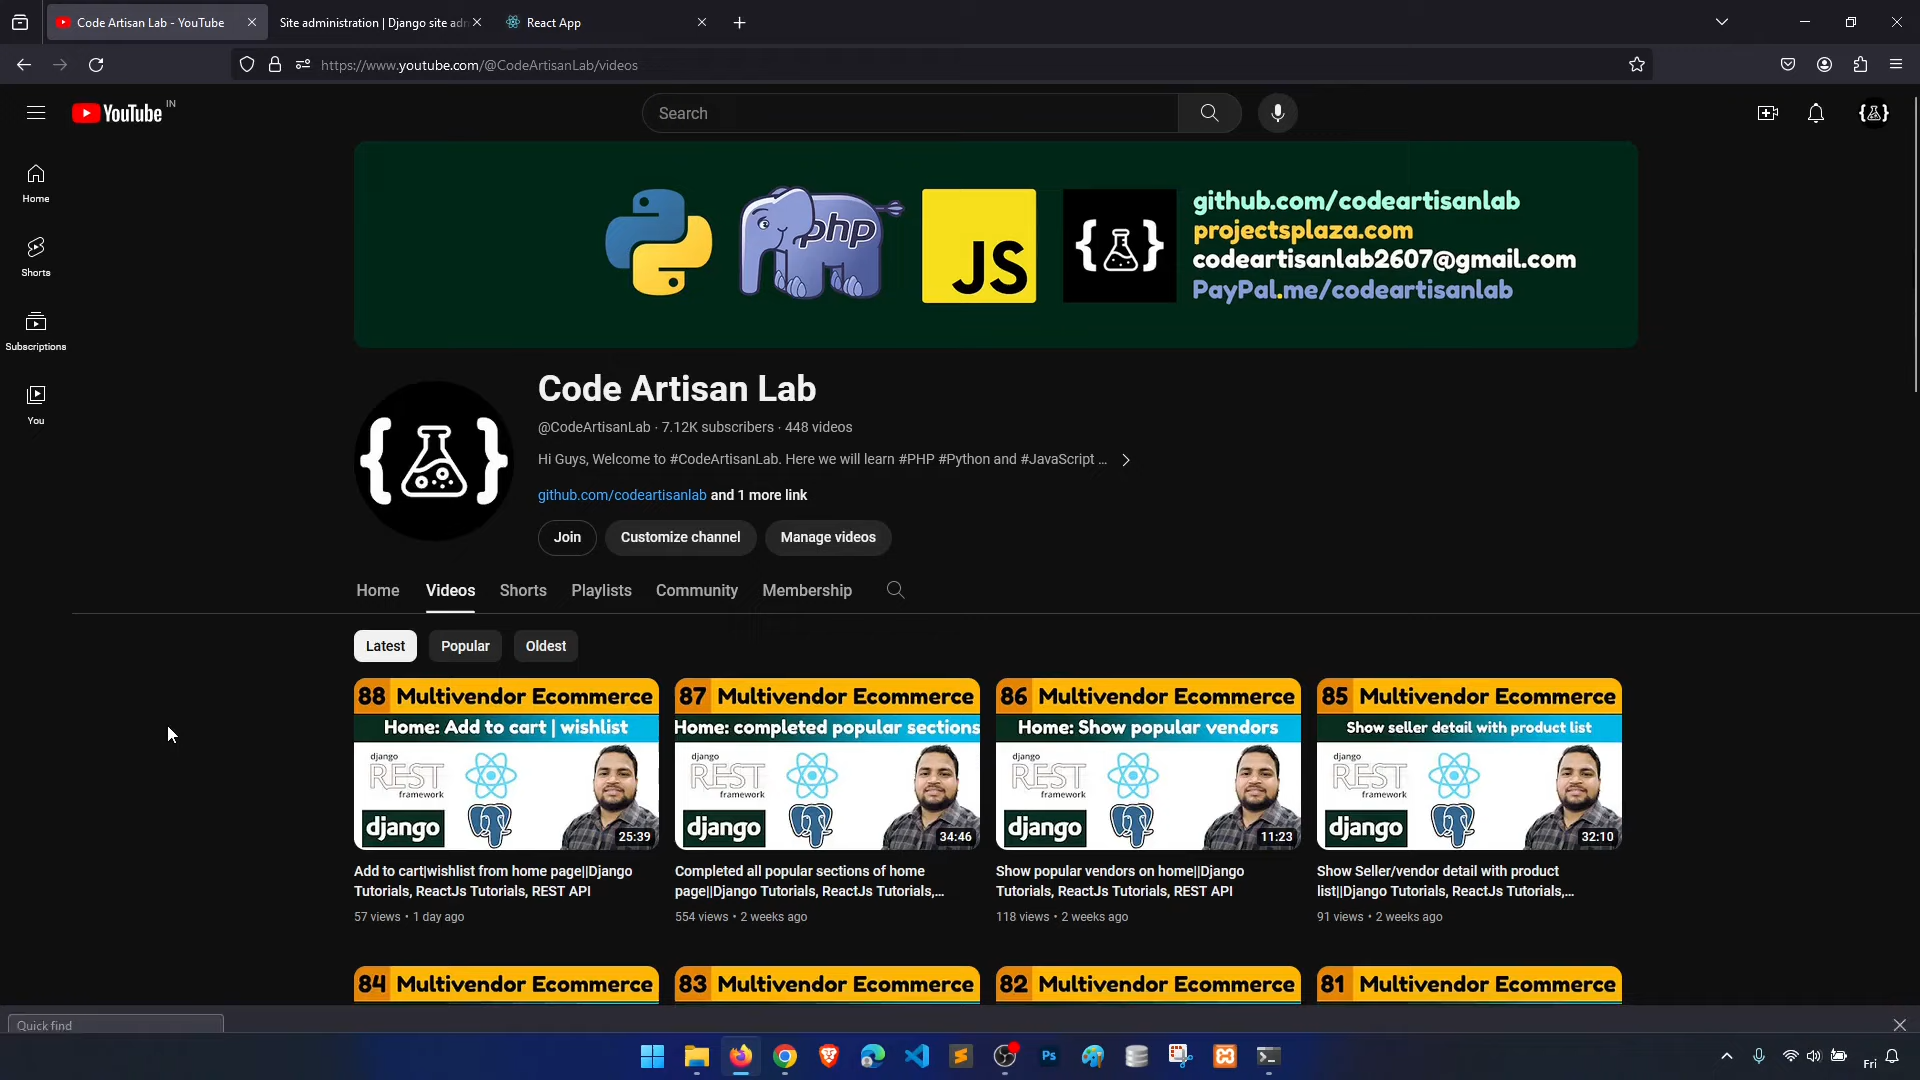 Code Artisan Lab - YouTube
Site administration | Django site adm
React App
https://www.youtube.com/@CodeArtisanLab/videos
YouTube IN
Search
Home
Shorts
Subscriptions
You
php
JS
github.com/codeartisanlab
projectsplaza.com
codeartisanlab2607@gmail.com
PayPal.me/codeartisanlab
Code Artisan Lab
@CodeArtisanLab · 7.12K subscribers · 448 videos
Hi Guys, Welcome to #CodeArtisanLab. Here we will learn #PHP #Python and #JavaScript ...
github.com/codeartisanlab and 1 more link
Join
Customize channel
Manage videos
Home
Videos
Shorts
Playlists
Community
Membership
Latest
Popular
Oldest
88 Multivendor Ecommerce
Home: Add to cart | wishlist
django
REST
framework
django
25:39
Add to cart|wishlist from home page||Django
Tutorials, ReactJs Tutorials, REST API
57 views • 1 day ago
87 Multivendor Ecommerce
Home: completed popular sections
django
REST
framework
django
34:46
Completed all popular sections of home
page||Django Tutorials, ReactJs Tutorials,...
554 views • 2 weeks ago
86 Multivendor Ecommerce
Home: Show popular vendors
django
REST
framework
django
11:23
Show popular vendors on home||Django
Tutorials, ReactJs Tutorials, REST API
118 views • 2 weeks ago
85 Multivendor Ecommerce
Show seller detail with product list
django
REST
framework
django
32:10
Show Seller/vendor detail with product
list||Django Tutorials, ReactJs Tutorials,...
91 views • 2 weeks ago
84 Multivendor Ecommerce
83 Multivendor Ecommerce
82 Multivendor Ecommerce
81 Multivendor Ecommerce
Quick find
Ps
Fri